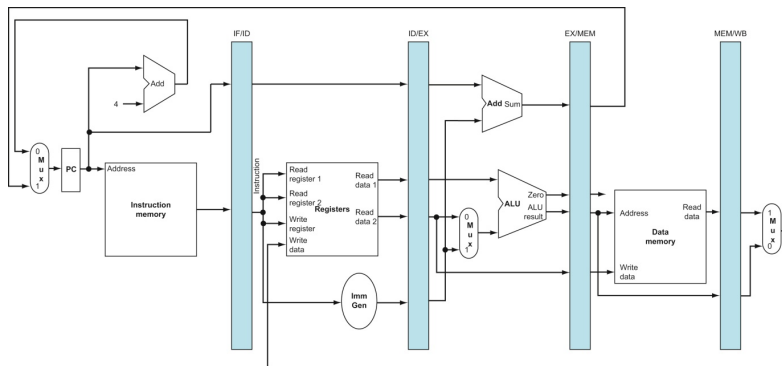 IF/ID
ID/EX
EX/MEM
MEM/WB
Add
4
Add Sum
0
M
u
x
1
PC
Address
Instruction
memory
Instruction
Read
register 1
Read
register 2
Write
register
Write
data
Registers
Read
data 1
Read
data 2
Imm
Gen
0
M
u
x
1
ALU
Zero
ALU
result
Address
Write
data
Read
data
Data
memory
1
M
u
x
0